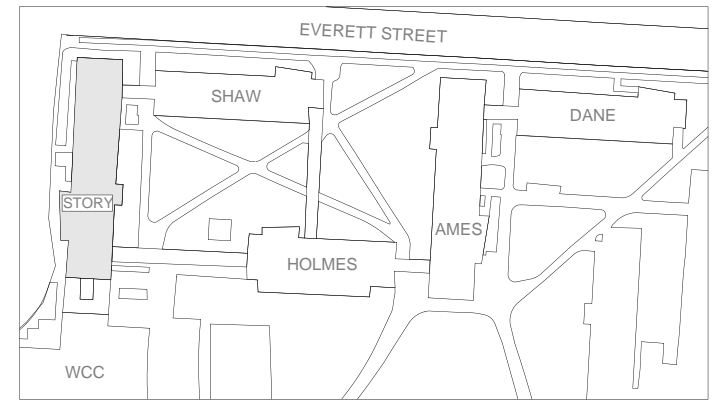 EVERETT STREET
SHAW
DANE
STORY
AMES
HOLMES
WCC